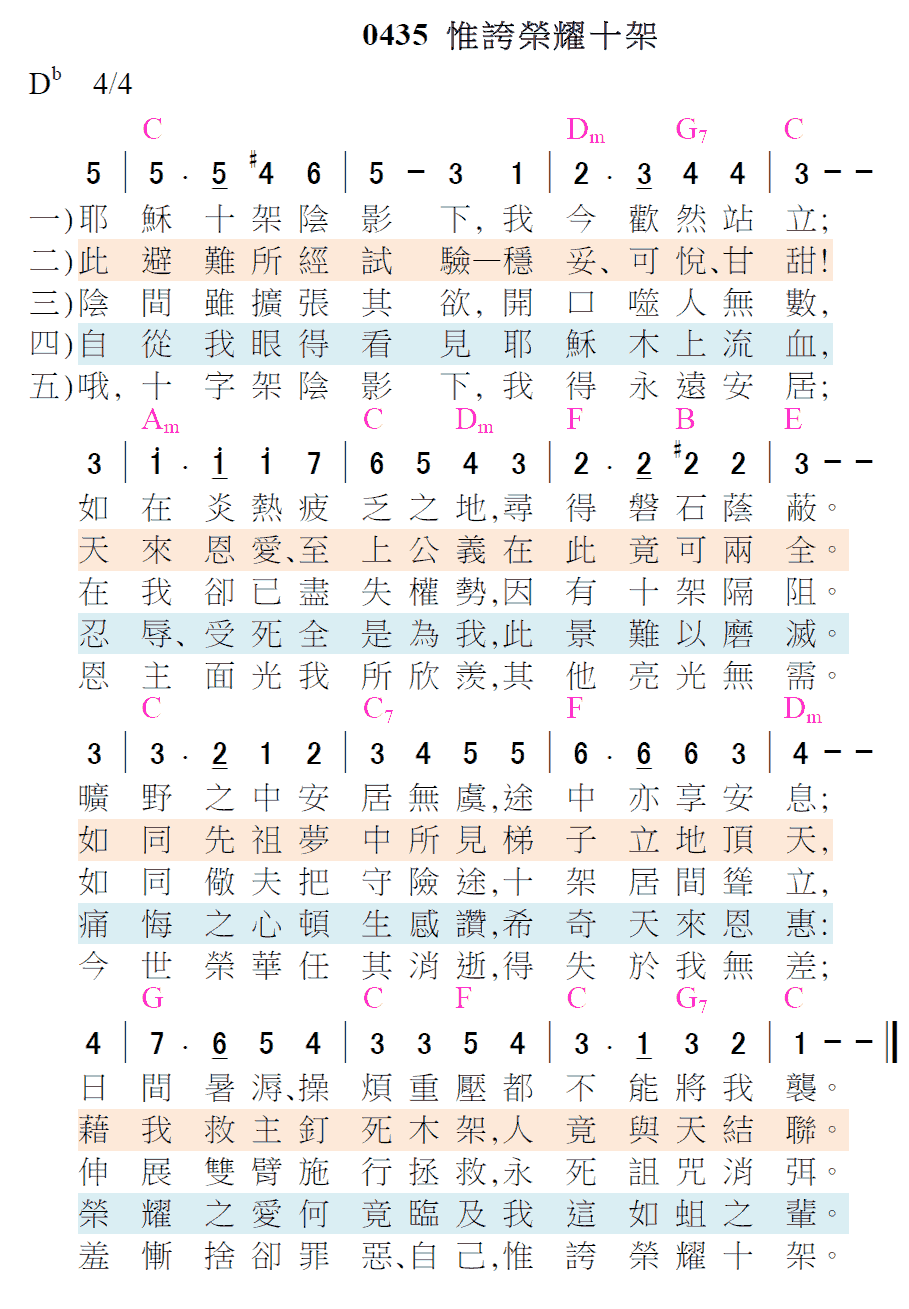 0435 惟誇榮耀十架
Dᵇ 4/4
C Dm G7 C
5 | 5 . 5 #4 6 | 5 - 3 1 | 2 . 3 4 4 | 3 - -
一)耶穌十架陰影下,我今歡然站立;
二)此避難所經試驗─穩妥、可悅、甘甜!
三)陰間雖擴張其欲,開口噬人無數,
四)自從我眼得看見耶穌木上流血,
五)哦,十字架陰影下,我得永遠安居;
Am C Dm F B E
3 | i . i i 7 | 6 5 4 3 | 2 . 2 #2 2 | 3 - -
如在炎熱疲乏之地,尋得磐石蔭蔽。
天來恩愛、至上公義在此竟可兩全。
在我卻已盡失權勢,因有十架隔阻。
忍辱、受死全是為我,此景難以磨滅。
恩主面光我所欣羨,其他亮光無需。
C C7 F Dm
3 | 3 . 2 1 2 | 3 4 5 5 | 6 . 6 6 3 | 4 - -
曠野之中安居無虞,途中亦享安息;
如同先祖夢中所見梯子立地頂天,
如同儆夫把守險途,十架居間聳立,
痛悔之心頓生感讚,希奇天來恩惠:
今世榮華任其消逝,得失於我無差;
G C F C G7 C
4 | 7 . 6 5 4 | 3 3 5 4 | 3 . 1 3 2 | 1 - - ‖
日間暑溽、操煩重壓都不能將我襲。
藉我救主釘死木架,人竟與天結聯。
伸展雙臂施行拯救,永死詛咒消弭。
榮耀之愛何竟臨及我這如蛆之輩。
羞慚捨卻罪惡、自己,惟誇榮耀十架。